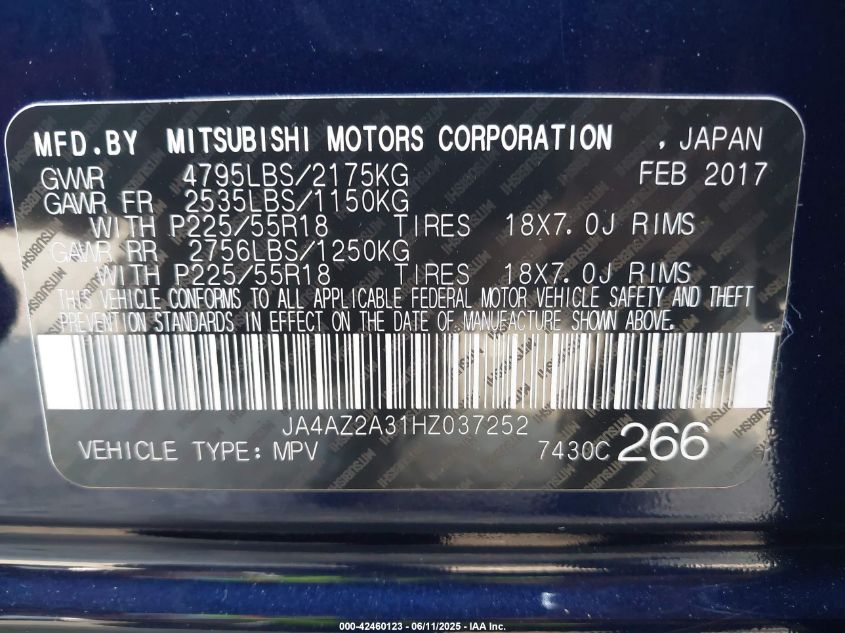 MFD.BY MITSUBISHI MOTORS CORPORATION , JAPAN
GVWR 4795LBS/2175KG FEB 2017
GAWR FR 2535LBS/1150KG
WITH P225/55R18 TIRES 18X7.0J RIMS
GAWR RR 2756LBS/1250KG
WITH P225/55R18 TIRES 18X7.0J RIMS
THIS VEHICLE CONFORMS TO ALL APPLICABLE FEDERAL MOTOR VEHICLE SAFETY AND THEFT
PREVENTION STANDARDS IN EFFECT ON THE DATE OF MANUFACTURE SHOWN ABOVE.
JA4AZ2A31HZ037252
VEHICLE TYPE: MPV 7430C 266
000-42460123 - 06/11/2025 - IAA Inc.